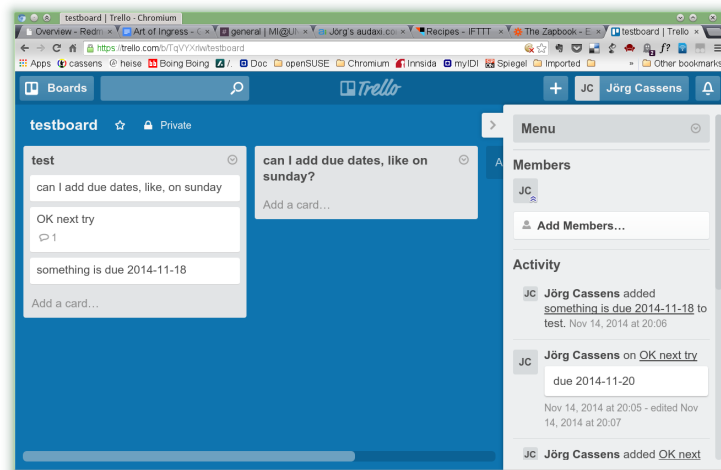 testboard | Trello - Chromium
Overview - Redm
Art of Ingress - G
general | MI@UH
Jörg's audaxi.co
Recipes - IFTTT
The Zapbook - E
testboard | Trello
https://trello.com/b/TqVYXrlw/testboard
f?
Apps cassens heise Boing Boing /. Doc openSUSE Chromium Innsida myIDI Spiegel Imported » Other bookmarks
Boards
Trello
JC Jörg Cassens
testboard
Private
test
can I add due dates, like, on sunday
OK next try
1
something is due 2014-11-18
Add a card…
can I add due dates, like on
sunday?
Add a card…
A
Menu
Members
JC
Add Members…
Activity
JC Jörg Cassens added
something is due 2014-11-18 to
test. Nov 14, 2014 at 20:06
JC Jörg Cassens on OK next try
due 2014-11-20
Nov 14, 2014 at 20:05 - edited Nov
14, 2014 at 20:07
JC Jörg Cassens added OK next